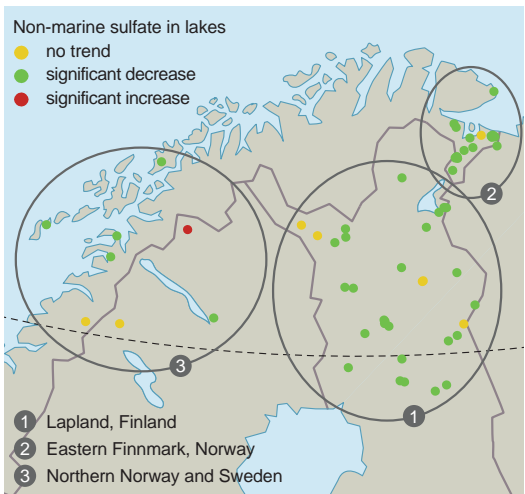 Non-marine sulfate in lakes
no trend
significant decrease
significant increase
2
3
1
1 Lapland, Finland
2 Eastern Finnmark, Norway
3 Northern Norway and Sweden